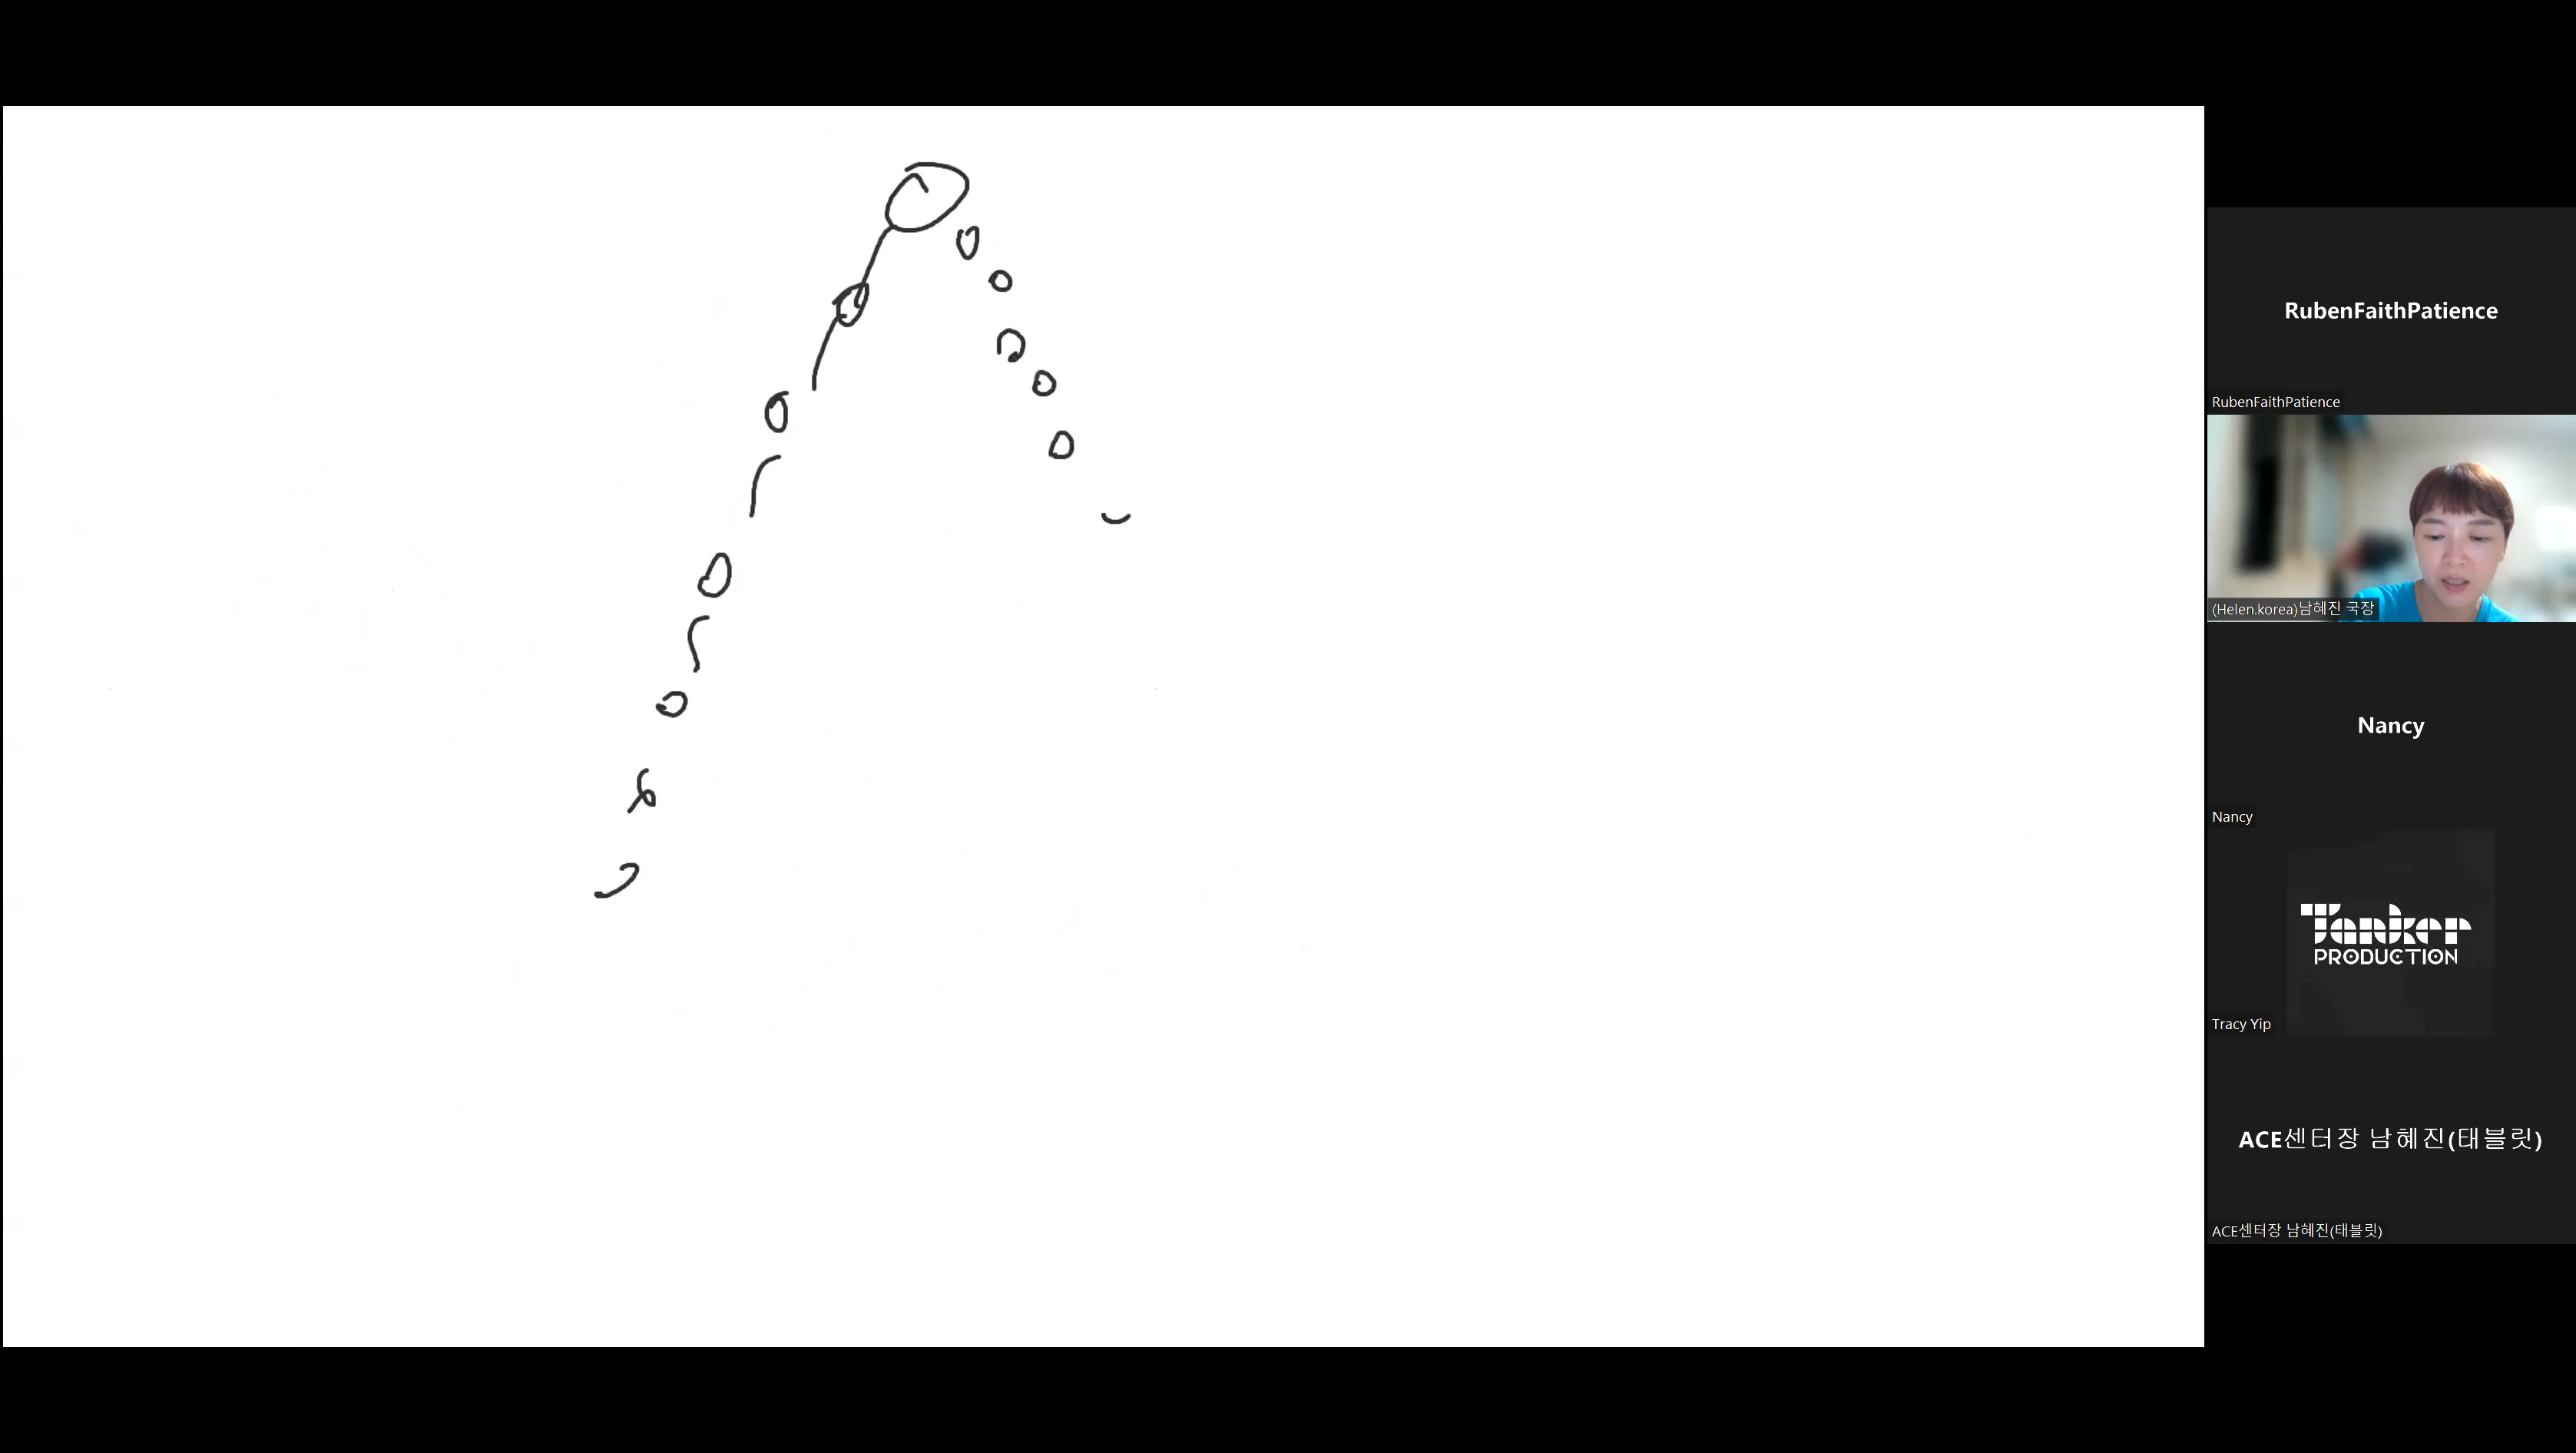 RubenFaithPatience
RubenFaithPatience
(Helen.korea)남혜진 국장
Nancy
Nancy
Tanker
PRODUCTION
Tracy Yip
ACE센터장 남혜진(태블릿)
ACE센터장 남혜진(태블릿)